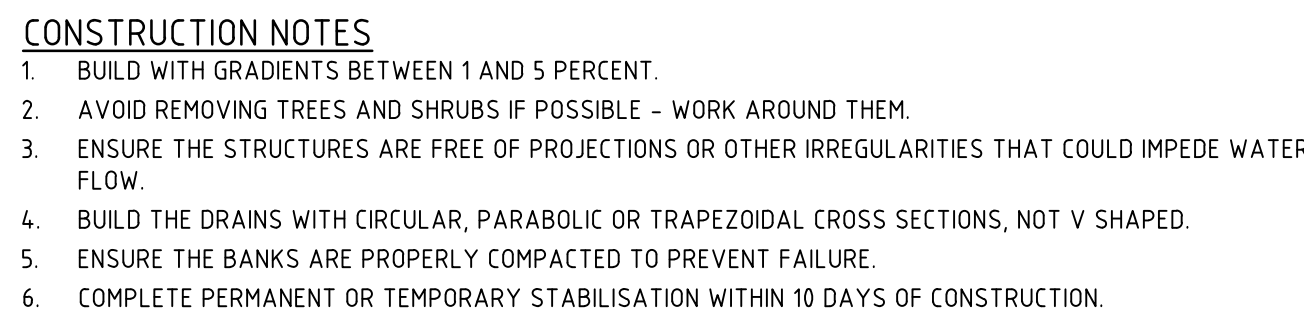 CONSTRUCTION NOTES
1. BUILD WITH GRADIENTS BETWEEN 1 AND 5 PERCENT.
2. AVOID REMOVING TREES AND SHRUBS IF POSSIBLE - WORK AROUND THEM.
3. ENSURE THE STRUCTURES ARE FREE OF PROJECTIONS OR OTHER IRREGULARITIES THAT COULD IMPEDE WATER
FLOW.
4. BUILD THE DRAINS WITH CIRCULAR, PARABOLIC OR TRAPEZOIDAL CROSS SECTIONS, NOT V SHAPED.
5. ENSURE THE BANKS ARE PROPERLY COMPACTED TO PREVENT FAILURE.
6. COMPLETE PERMANENT OR TEMPORARY STABILISATION WITHIN 10 DAYS OF CONSTRUCTION.